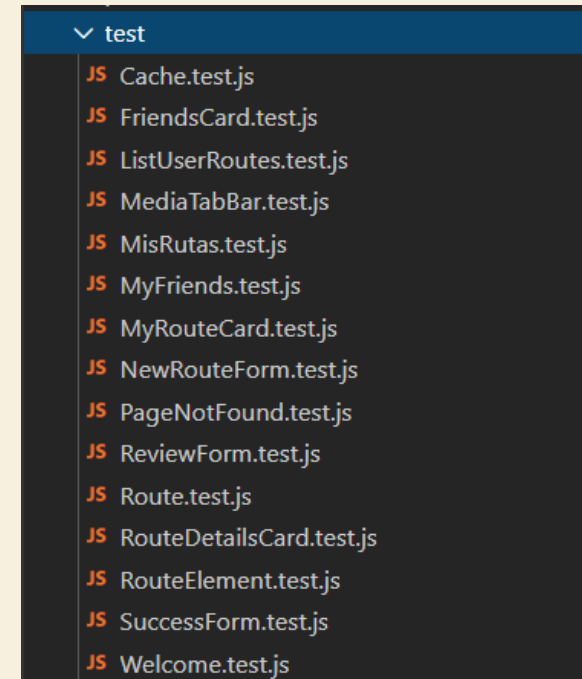 test
JS Cache.test.js
JS FriendsCard.test.js
JS ListUserRoutes.test.js
JS MediaTabBar.test.js
JS MisRutas.test.js
JS MyFriends.test.js
JS MyRouteCard.test.js
JS NewRouteForm.test.js
JS PageNotFound.test.js
JS ReviewForm.test.js
JS Route.test.js
JS RouteDetailsCard.test.js
JS RouteElement.test.js
JS SuccessForm.test.js
JS Welcome.test.js